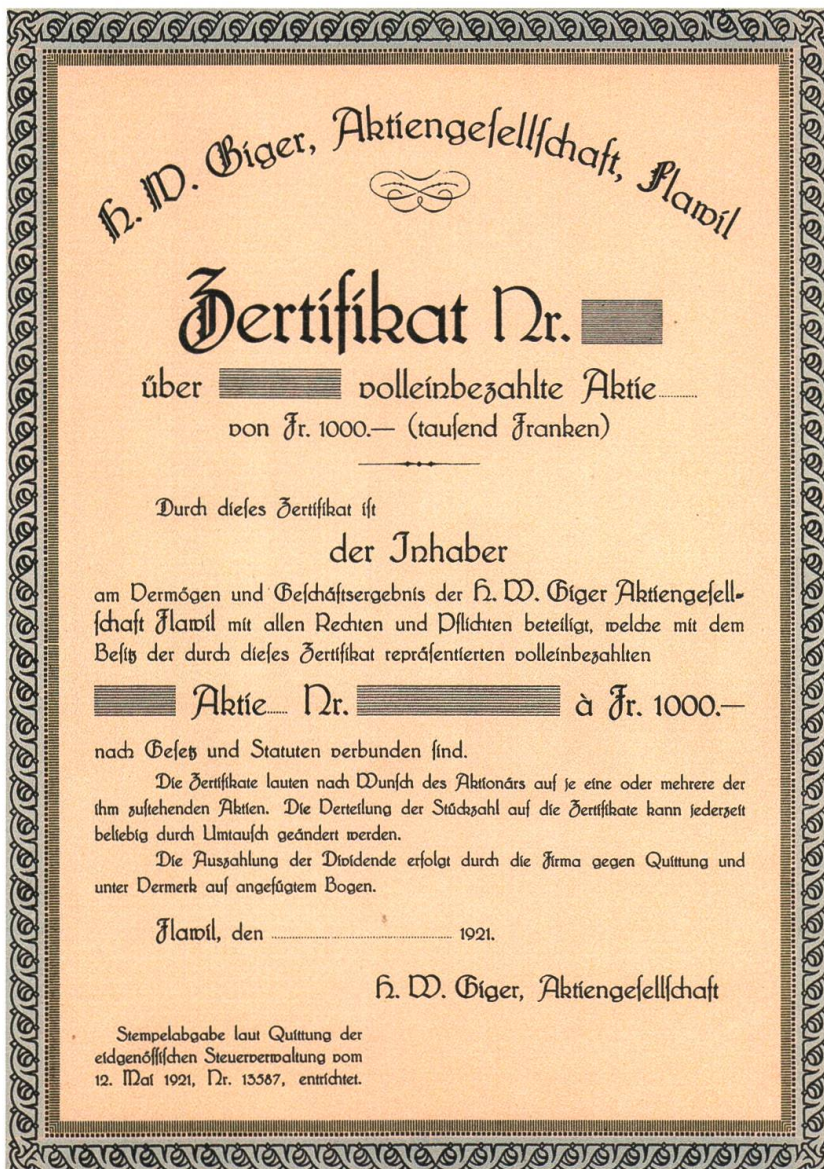 H. W. Giger, Aktiengesellschaft, Flawil
Zertifikat Nr.
über volleinbezahlte Aktie........
von Fr. 1000.— (tausend Franken)
Durch dieses Zertifikat ist
der Inhaber
am Vermögen und Geschäftsergebnis der H. W. Giger Aktiengesell-
schaft Flawil mit allen Rechten und Pflichten beteiligt, welche mit dem
Besitz der durch dieses Zertifikat repräsentierten volleinbezahlten
Aktie...... Nr. à Fr. 1000.—
nach Gesetz und Statuten verbunden sind.
Die Zertifikate lauten nach Wunsch des Aktionärs auf je eine oder mehrere der
ihm zustehenden Aktien. Die Verteilung der Stückzahl auf die Zertifikate kann jederzeit
beliebig durch Umtausch geändert werden.
Die Auszahlung der Dividende erfolgt durch die Firma gegen Quittung und
unter Vermerk auf angefügtem Bogen.
Flawil, den ........................ 1921.
H. W. Giger, Aktiengesellschaft
Stempelabgabe laut Quittung der
eidgenössischen Steuerverwaltung vom
12. Mai 1921, Nr. 13587, entrichtet.